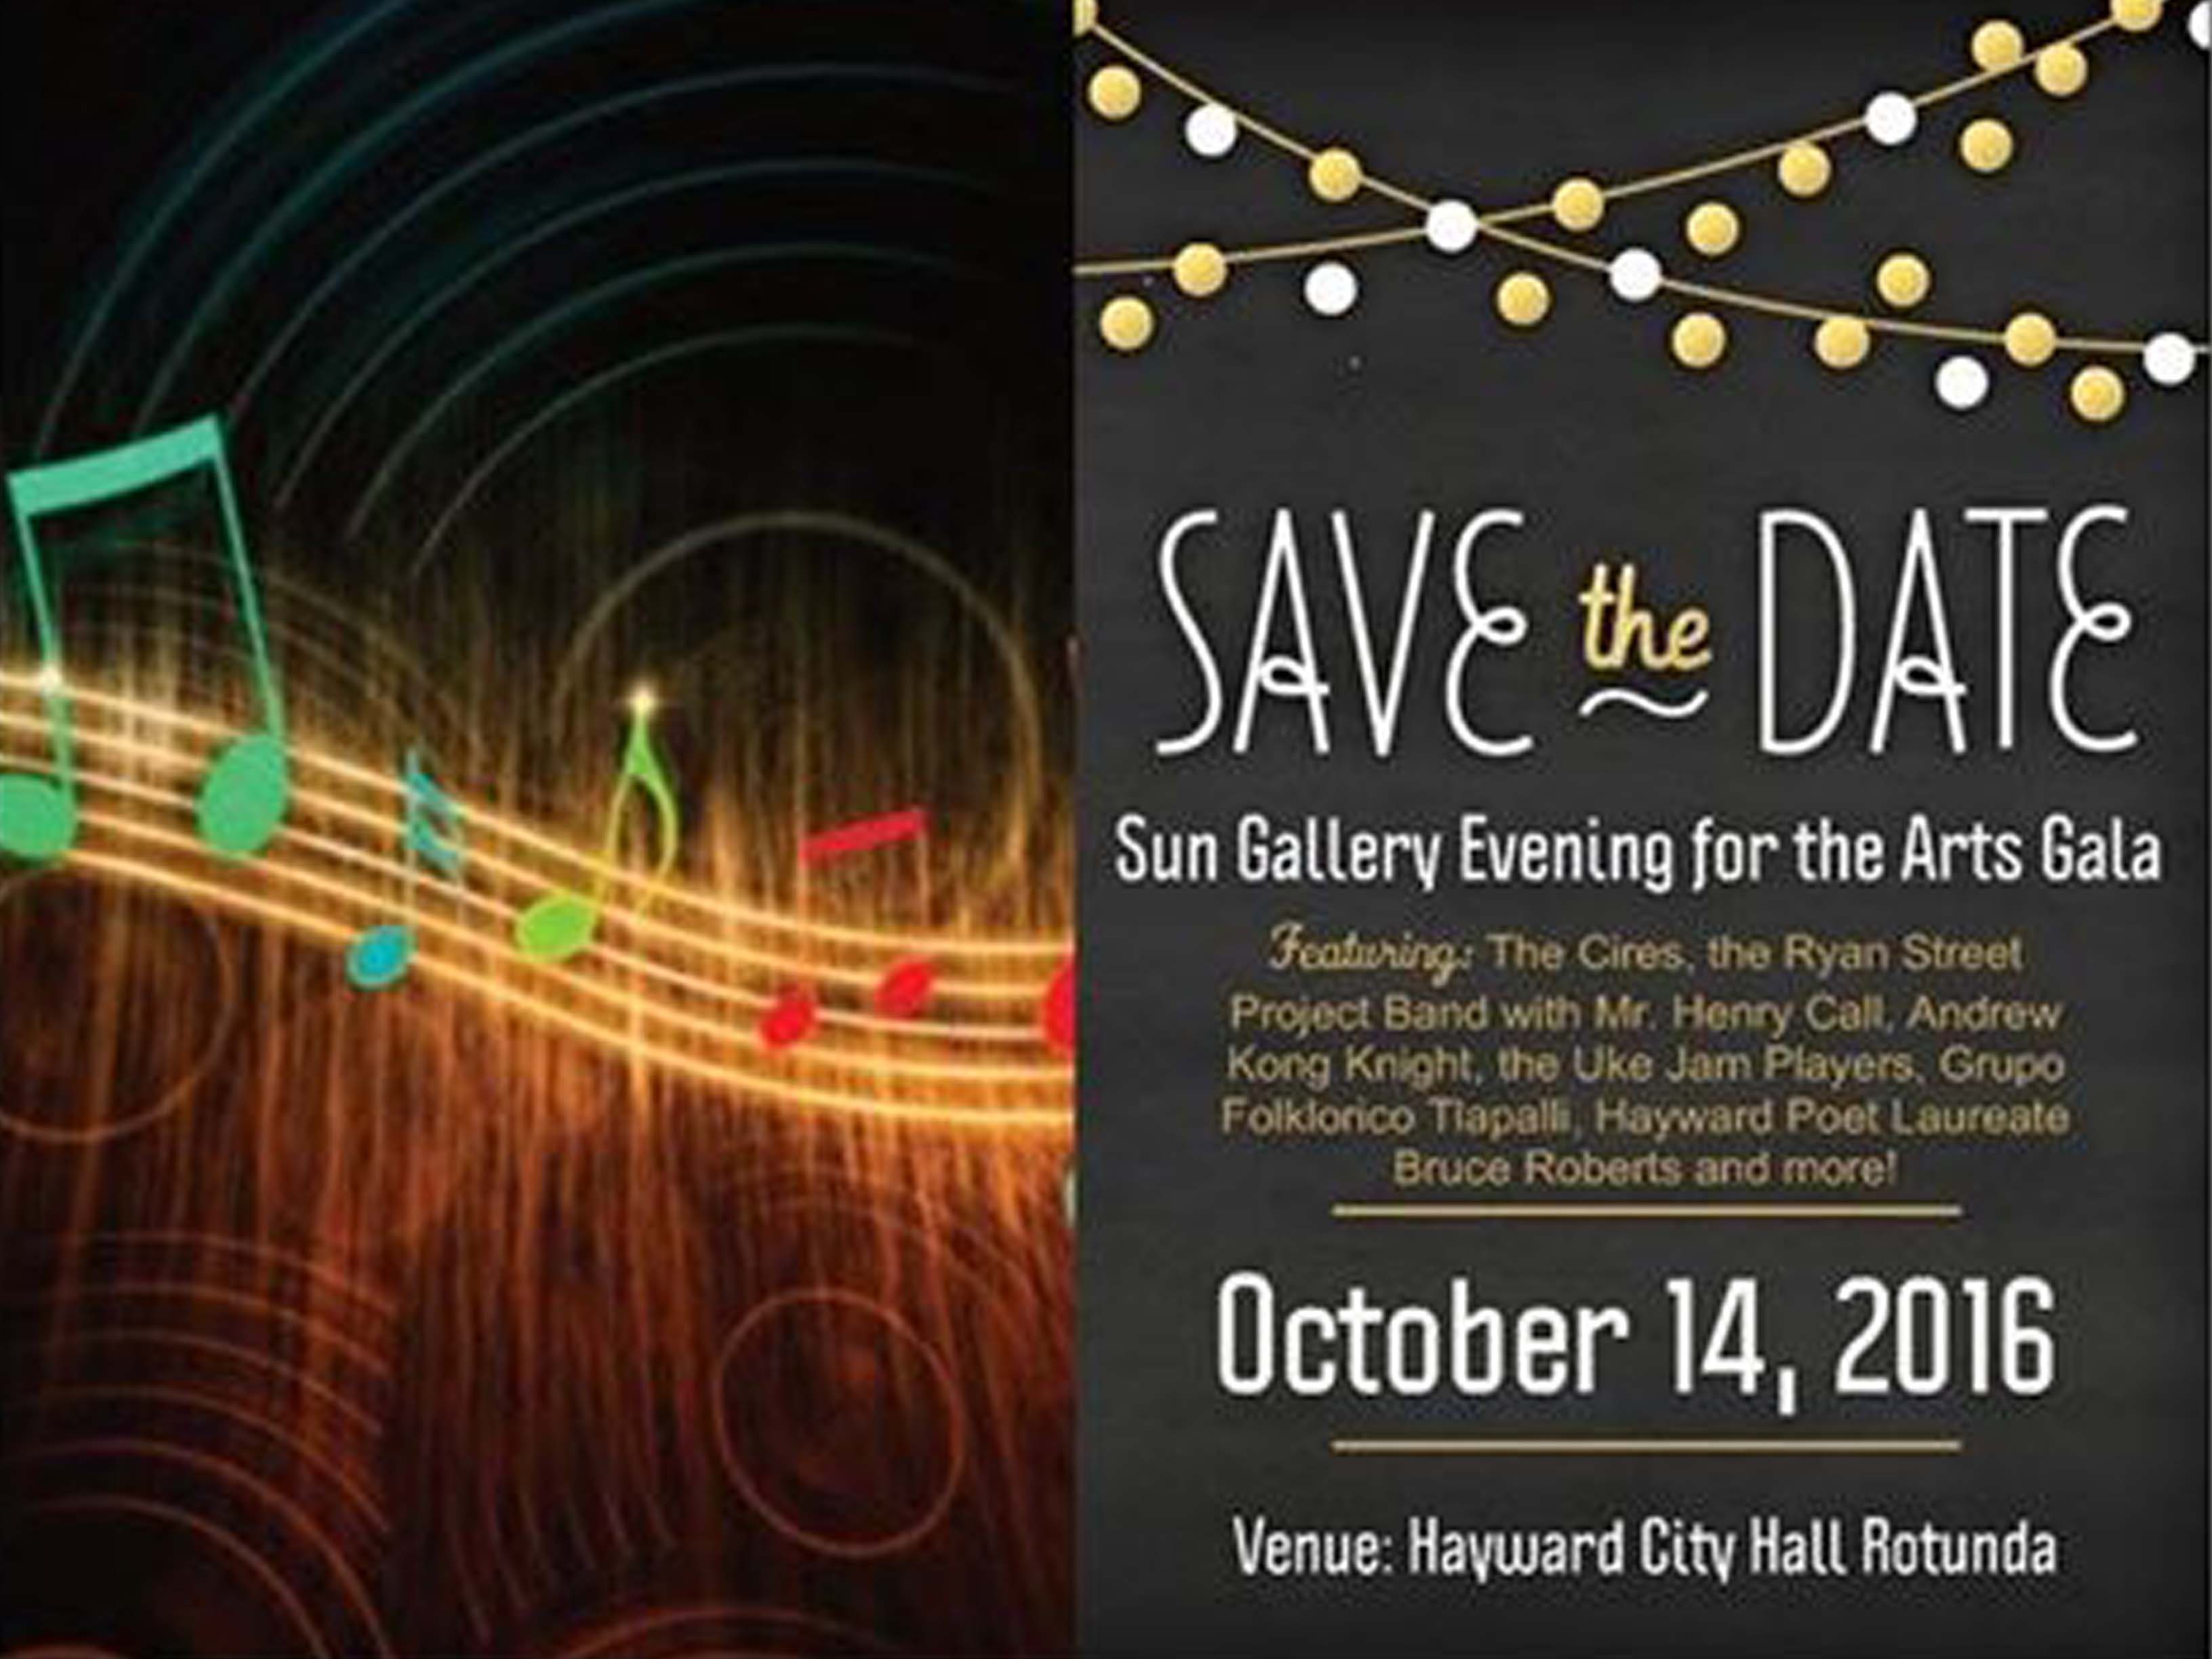 SAVE the DATE
Sun Gallery Evening for the Arts Gala
Featuring: The Cires, the Ryan Street
Project Band with Mr. Henry Call, Andrew
Kong Knight, the Uke Jam Players, Grupo
Folklorico Tlapalli, Hayward Poet Laureate
Bruce Roberts and more!
October 14, 2016
Venue: Hayward City Hall Rotunda